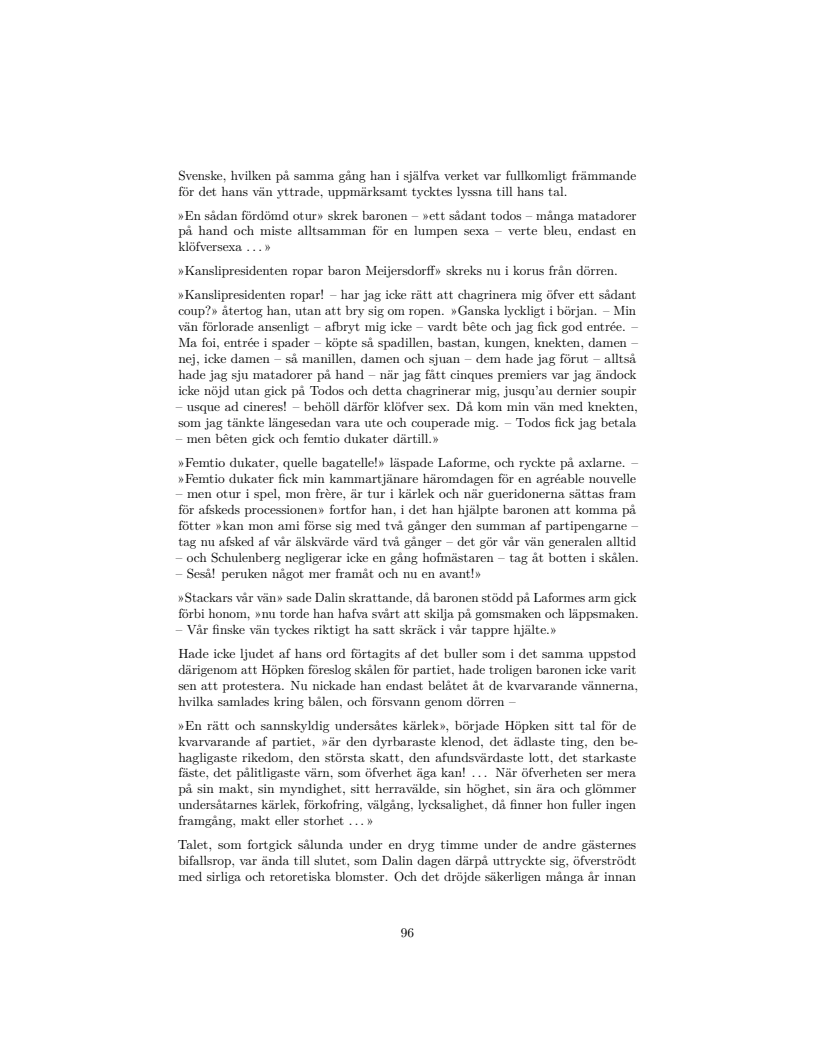 Svenske, hvilken på samma gång han i själfva verket var fullkomligt främmande
för det hans vän yttrade, uppmärksamt tycktes lyssna till hans tal.
»En sådan fördömd otur» skrek baronen – »ett sådant todos – många matadorer
på hand och miste alltsamman för en lumpen sexa – verte bleu, endast en
klöfversexa . . . »
»Kanslipresidenten ropar baron Meijersdorff» skreks nu i korus från dörren.
»Kanslipresidenten ropar! – har jag icke rätt att chagrinera mig öfver ett sådant
coup?» återtog han, utan att bry sig om ropen. »Ganska lyckligt i början. – Min
vän förlorade ansenligt – afbryt mig icke – vardt bête och jag fick god entrée. –
Ma foi, entrée i spader – köpte så spadillen, bastan, kungen, knekten, damen –
nej, icke damen – så manillen, damen och sjuan – dem hade jag förut – alltså
hade jag sju matadorer på hand – när jag fått cinques premiers var jag ändock
icke nöjd utan gick på Todos och detta chagrinerar mig, jusqu'au dernier soupir
– usque ad cineres! – behöll därför klöfver sex. Då kom min vän med knekten,
som jag tänkte längesedan vara ute och couperade mig. – Todos fick jag betala
– men bêten gick och femtio dukater därtill.»
»Femtio dukater, quelle bagatelle!» läspade Laforme, och ryckte på axlarne. –
»Femtio dukater fick min kammartjänare häromdagen för en agréable nouvelle
– men otur i spel, mon frère, är tur i kärlek och när gueridonerna sättas fram
för afskeds processionen» fortfor han, i det han hjälpte baronen att komma på
fötter »kan mon ami förse sig med två gånger den summan af partipengarne –
tag nu afsked af vår älskvärde värd två gånger – det gör vår vän generalen alltid
– och Schulenberg negligerar icke en gång hofmästaren – tag åt botten i skålen.
– Seså! peruken något mer framåt och nu en avant!»
»Stackars vår vän» sade Dalin skrattande, då baronen stödd på Laformes arm gick
förbi honom, »nu torde han hafva svårt att skilja på gomsmaken och läppsmaken.
– Vår finske vän tyckes riktigt ha satt skräck i vår tappre hjälte.»
Hade icke ljudet af hans ord förtagits af det buller som i det samma uppstod
därigenom att Höpken föreslog skålen för partiet, hade troligen baronen icke varit
sen att protestera. Nu nickade han endast belåtet åt de kvarvarande vännerna,
hvilka samlades kring bålen, och försvann genom dörren –
»En rätt och sannskyldig undersåtes kärlek», började Höpken sitt tal för de
kvarvarande af partiet, »är den dyrbaraste klenod, det ädlaste ting, den be-
hagligaste rikedom, den största skatt, den afundsvärdaste lott, det starkaste
fäste, det pålitligaste värn, som öfverhet äga kan! . . . När öfverheten ser mera
på sin makt, sin myndighet, sitt herravälde, sin höghet, sin ära och glömmer
undersåtarnes kärlek, förkofring, välgång, lycksalighet, då finner hon fuller ingen
framgång, makt eller storhet . . . »
Talet, som fortgick sålunda under en dryg timme under de andre gästernes
bifallsrop, var ända till slutet, som Dalin dagen därpå uttryckte sig, öfverströdt
med sirliga och retoretiska blomster. Och det dröjde säkerligen många år innan
96